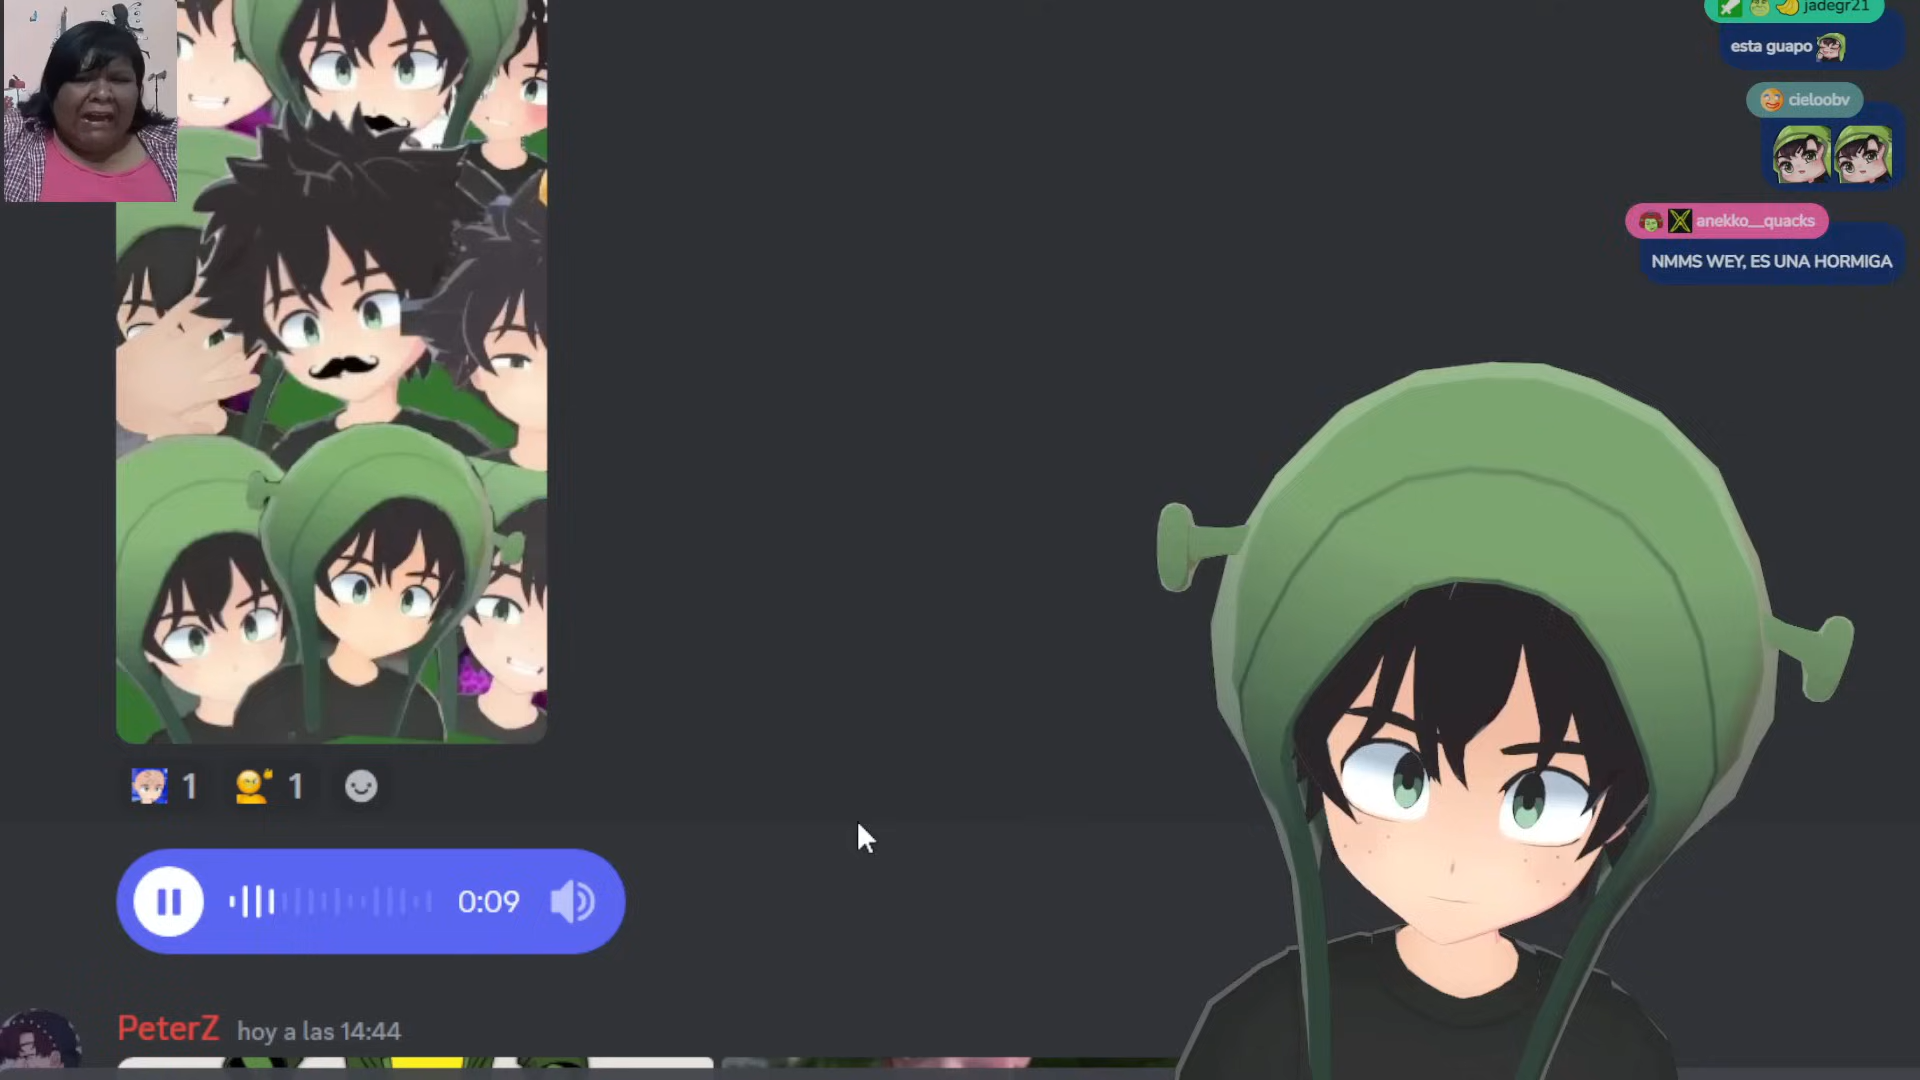 jadegr21
esta guapo
cieloobv
anekko__quacks
NMMS WEY, ES UNA HORMIGA
1
1
0:09
PeterZ hoy a las 14:44